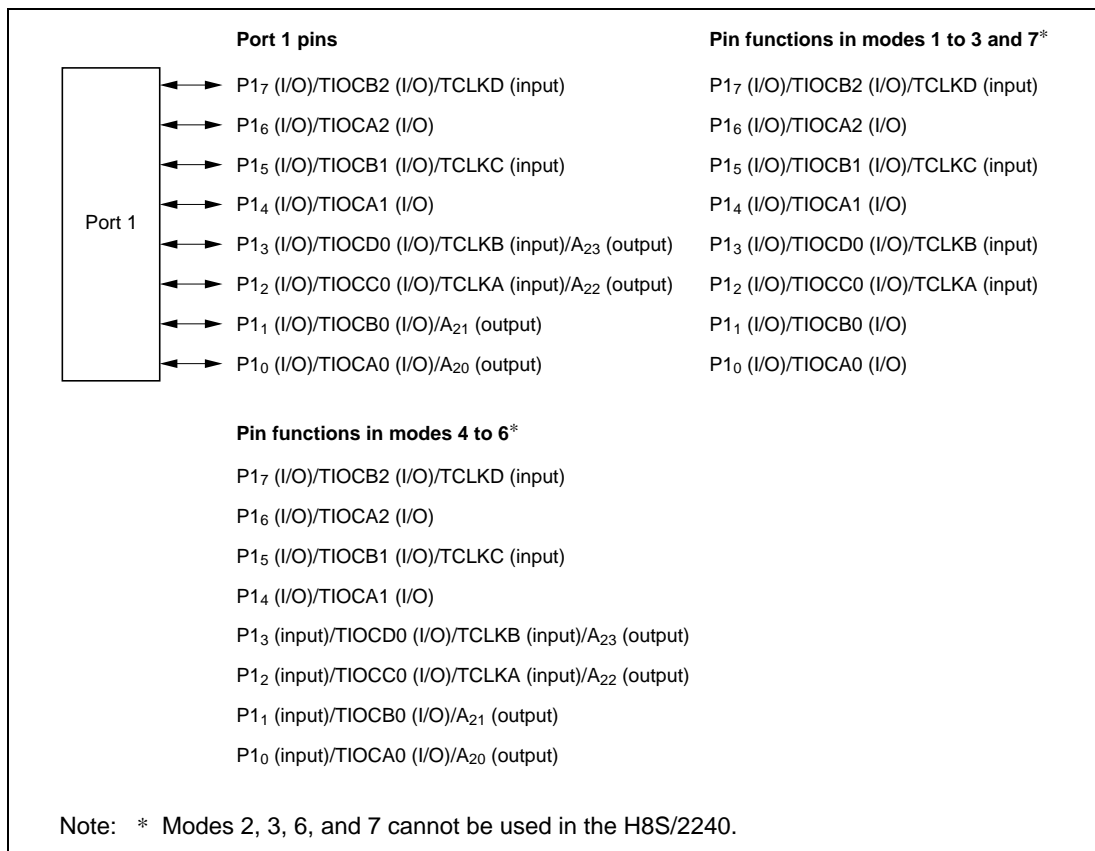 Port 1 pins
Pin functions in modes 1 to 3 and 7*
Port 1
P1₇ (I/O)/TIOCB2 (I/O)/TCLKD (input)
P1₆ (I/O)/TIOCA2 (I/O)
P1₅ (I/O)/TIOCB1 (I/O)/TCLKC (input)
P1₄ (I/O)/TIOCA1 (I/O)
P1₃ (I/O)/TIOCD0 (I/O)/TCLKB (input)/A₂₃ (output)
P1₂ (I/O)/TIOCC0 (I/O)/TCLKA (input)/A₂₂ (output)
P1₁ (I/O)/TIOCB0 (I/O)/A₂₁ (output)
P1₀ (I/O)/TIOCA0 (I/O)/A₂₀ (output)
P1₇ (I/O)/TIOCB2 (I/O)/TCLKD (input)
P1₆ (I/O)/TIOCA2 (I/O)
P1₅ (I/O)/TIOCB1 (I/O)/TCLKC (input)
P1₄ (I/O)/TIOCA1 (I/O)
P1₃ (I/O)/TIOCD0 (I/O)/TCLKB (input)
P1₂ (I/O)/TIOCC0 (I/O)/TCLKA (input)
P1₁ (I/O)/TIOCB0 (I/O)
P1₀ (I/O)/TIOCA0 (I/O)
Pin functions in modes 4 to 6*
P1₇ (I/O)/TIOCB2 (I/O)/TCLKD (input)
P1₆ (I/O)/TIOCA2 (I/O)
P1₅ (I/O)/TIOCB1 (I/O)/TCLKC (input)
P1₄ (I/O)/TIOCA1 (I/O)
P1₃ (input)/TIOCD0 (I/O)/TCLKB (input)/A₂₃ (output)
P1₂ (input)/TIOCC0 (I/O)/TCLKA (input)/A₂₂ (output)
P1₁ (input)/TIOCB0 (I/O)/A₂₁ (output)
P1₀ (input)/TIOCA0 (I/O)/A₂₀ (output)
Note: * Modes 2, 3, 6, and 7 cannot be used in the H8S/2240.